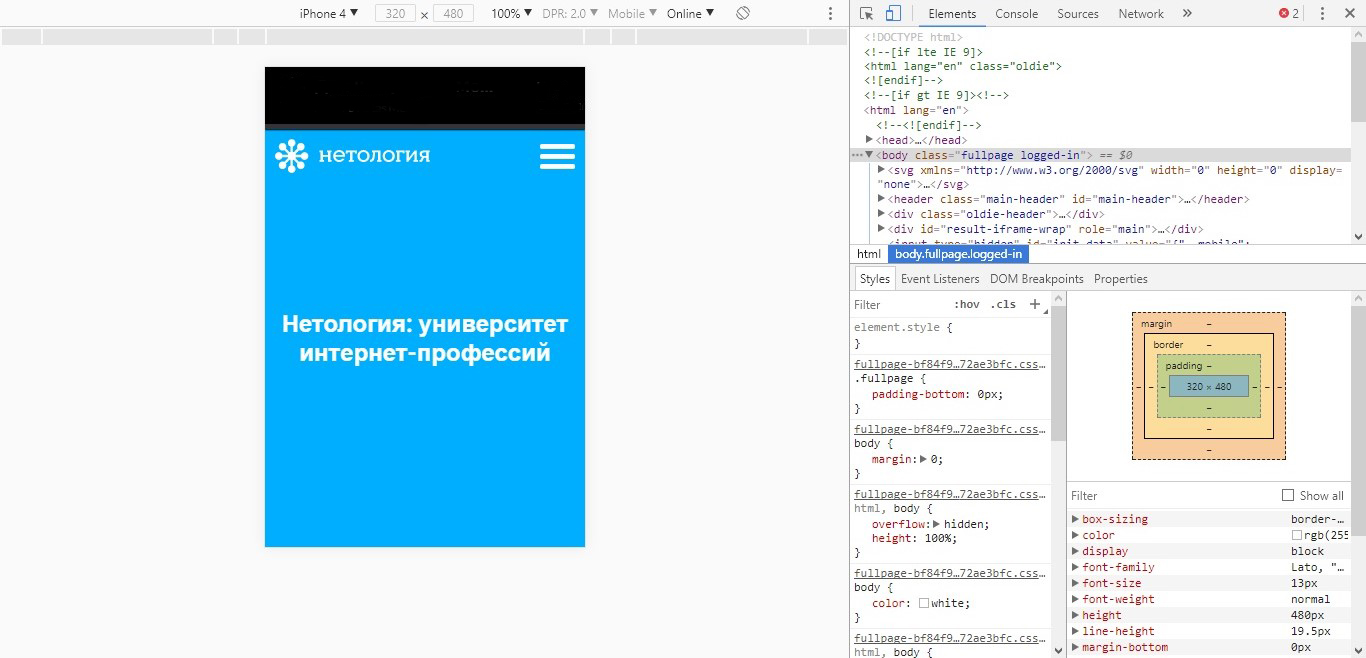 iPhone 4 ▼ 320 x 480 100% ▼ DPR: 2.0 ▼ Mobile ▼ Online ▼
Elements Console Sources Network » 2
нетология
Нетология: университет
интернет-профессий
<!DOCTYPE html>
<!--[if lte IE 9]>
<html lang="en" class="oldie">
<![endif]-->
<!--[if gt IE 9]><!-->
<html lang="en">
<!--<![endif]-->
▶<head>…</head>
…▼<body class="fullpage logged-in"> == $0
▶<svg xmlns="http://www.w3.org/2000/svg" width="0" height="0" display=
"none">…</svg>
▶<header class="main-header" id="main-header">…</header>
▶<div class="oldie-header">…</div>
▶<div id="result-iframe-wrap" role="main">…</div>
<input type="hidden" id="init-data" value="{"__mobile":
html body.fullpage.logged-in
Styles Event Listeners DOM Breakpoints Properties
Filter :hov .cls +
element.style {
}
fullpage-bf84f9…72ae3bfc.css…
.fullpage {
padding-bottom: 0px;
}
fullpage-bf84f9…72ae3bfc.css…
body {
margin:▶ 0;
}
fullpage-bf84f9…72ae3bfc.css…
html, body {
overflow:▶ hidden;
height: 100%;
}
fullpage-bf84f9…72ae3bfc.css…
body {
color: white;
}
fullpage-bf84f9…72ae3bfc.css…
html, body {
margin –
border –
padding –
– – – 320 × 480 – – –
–
–
–
Filter Show all
▶ box-sizing border-…
▶ color rgb(255
▶ display block
▶ font-family Lato, "…
▶ font-size 13px
▶ font-weight normal
▶ height 480px
▶ line-height 19.5px
▶ margin-bottom 0px